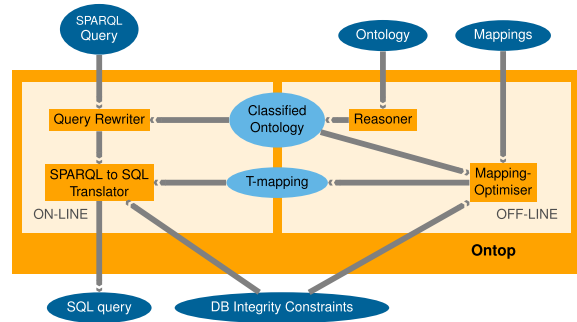 SPARQL
Query
Ontology
Mappings
Query Rewriter
Classified
Ontology
Reasoner
SPARQL to SQL
Translator
T-mapping
Mapping-
Optimiser
ON-LINE
OFF-LINE
Ontop
SQL query
DB Integrity Constraints